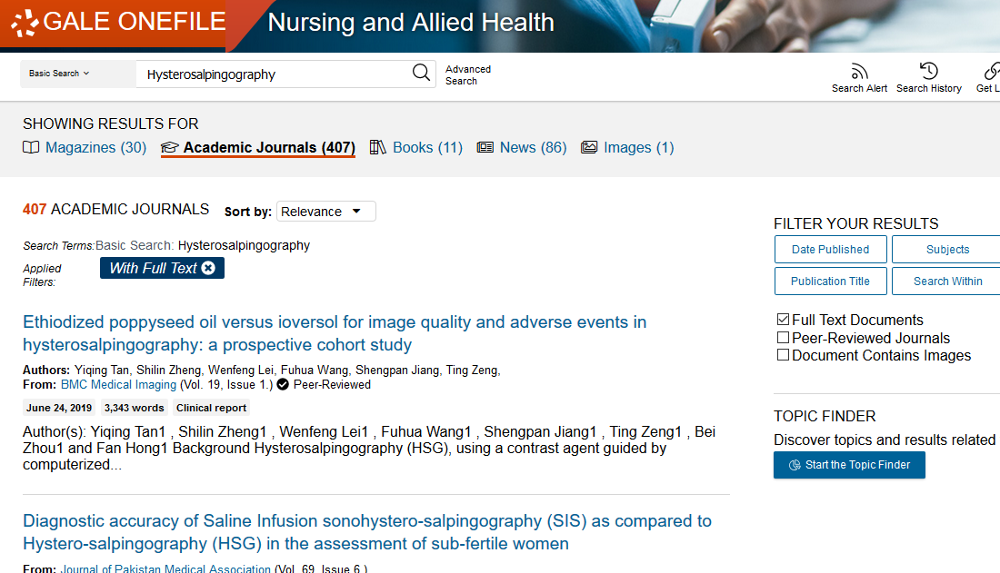 GALE ONEFILE
Nursing and Allied Health
Basic Search
Hysterosalpingography
Advanced
Search
Search Alert
Search History
Get L
SHOWING RESULTS FOR
Magazines (30)
Academic Journals (407)
Books (11)
News (86)
Images (1)
407 ACADEMIC JOURNALS
Sort by:
Relevance
Search Terms:Basic Search: Hysterosalpingography
Applied
Filters:
With Full Text
Ethiodized poppyseed oil versus ioversol for image quality and adverse events in
hysterosalpingography: a prospective cohort study
Authors: Yiqing Tan, Shilin Zheng, Wenfeng Lei, Fuhua Wang, Shengpan Jiang, Ting Zeng,
From: BMC Medical Imaging (Vol. 19, Issue 1.) Peer-Reviewed
June 24, 2019 3,343 words Clinical report
Author(s): Yiqing Tan1 , Shilin Zheng1 , Wenfeng Lei1 , Fuhua Wang1 , Shengpan Jiang1 , Ting Zeng1 , Bei
Zhou1 and Fan Hong1 Background Hysterosalpingography (HSG), using a contrast agent guided by
computerized...
Diagnostic accuracy of Saline Infusion sonohystero-salpingography (SIS) as compared to
Hystero-salpingography (HSG) in the assessment of sub-fertile women
From: Journal of Pakistan Medical Association (Vol. 69, Issue 6.)
FILTER YOUR RESULTS
Date Published
Subjects
Publication Title
Search Within
Full Text Documents
Peer-Reviewed Journals
Document Contains Images
TOPIC FINDER
Discover topics and results related
Start the Topic Finder